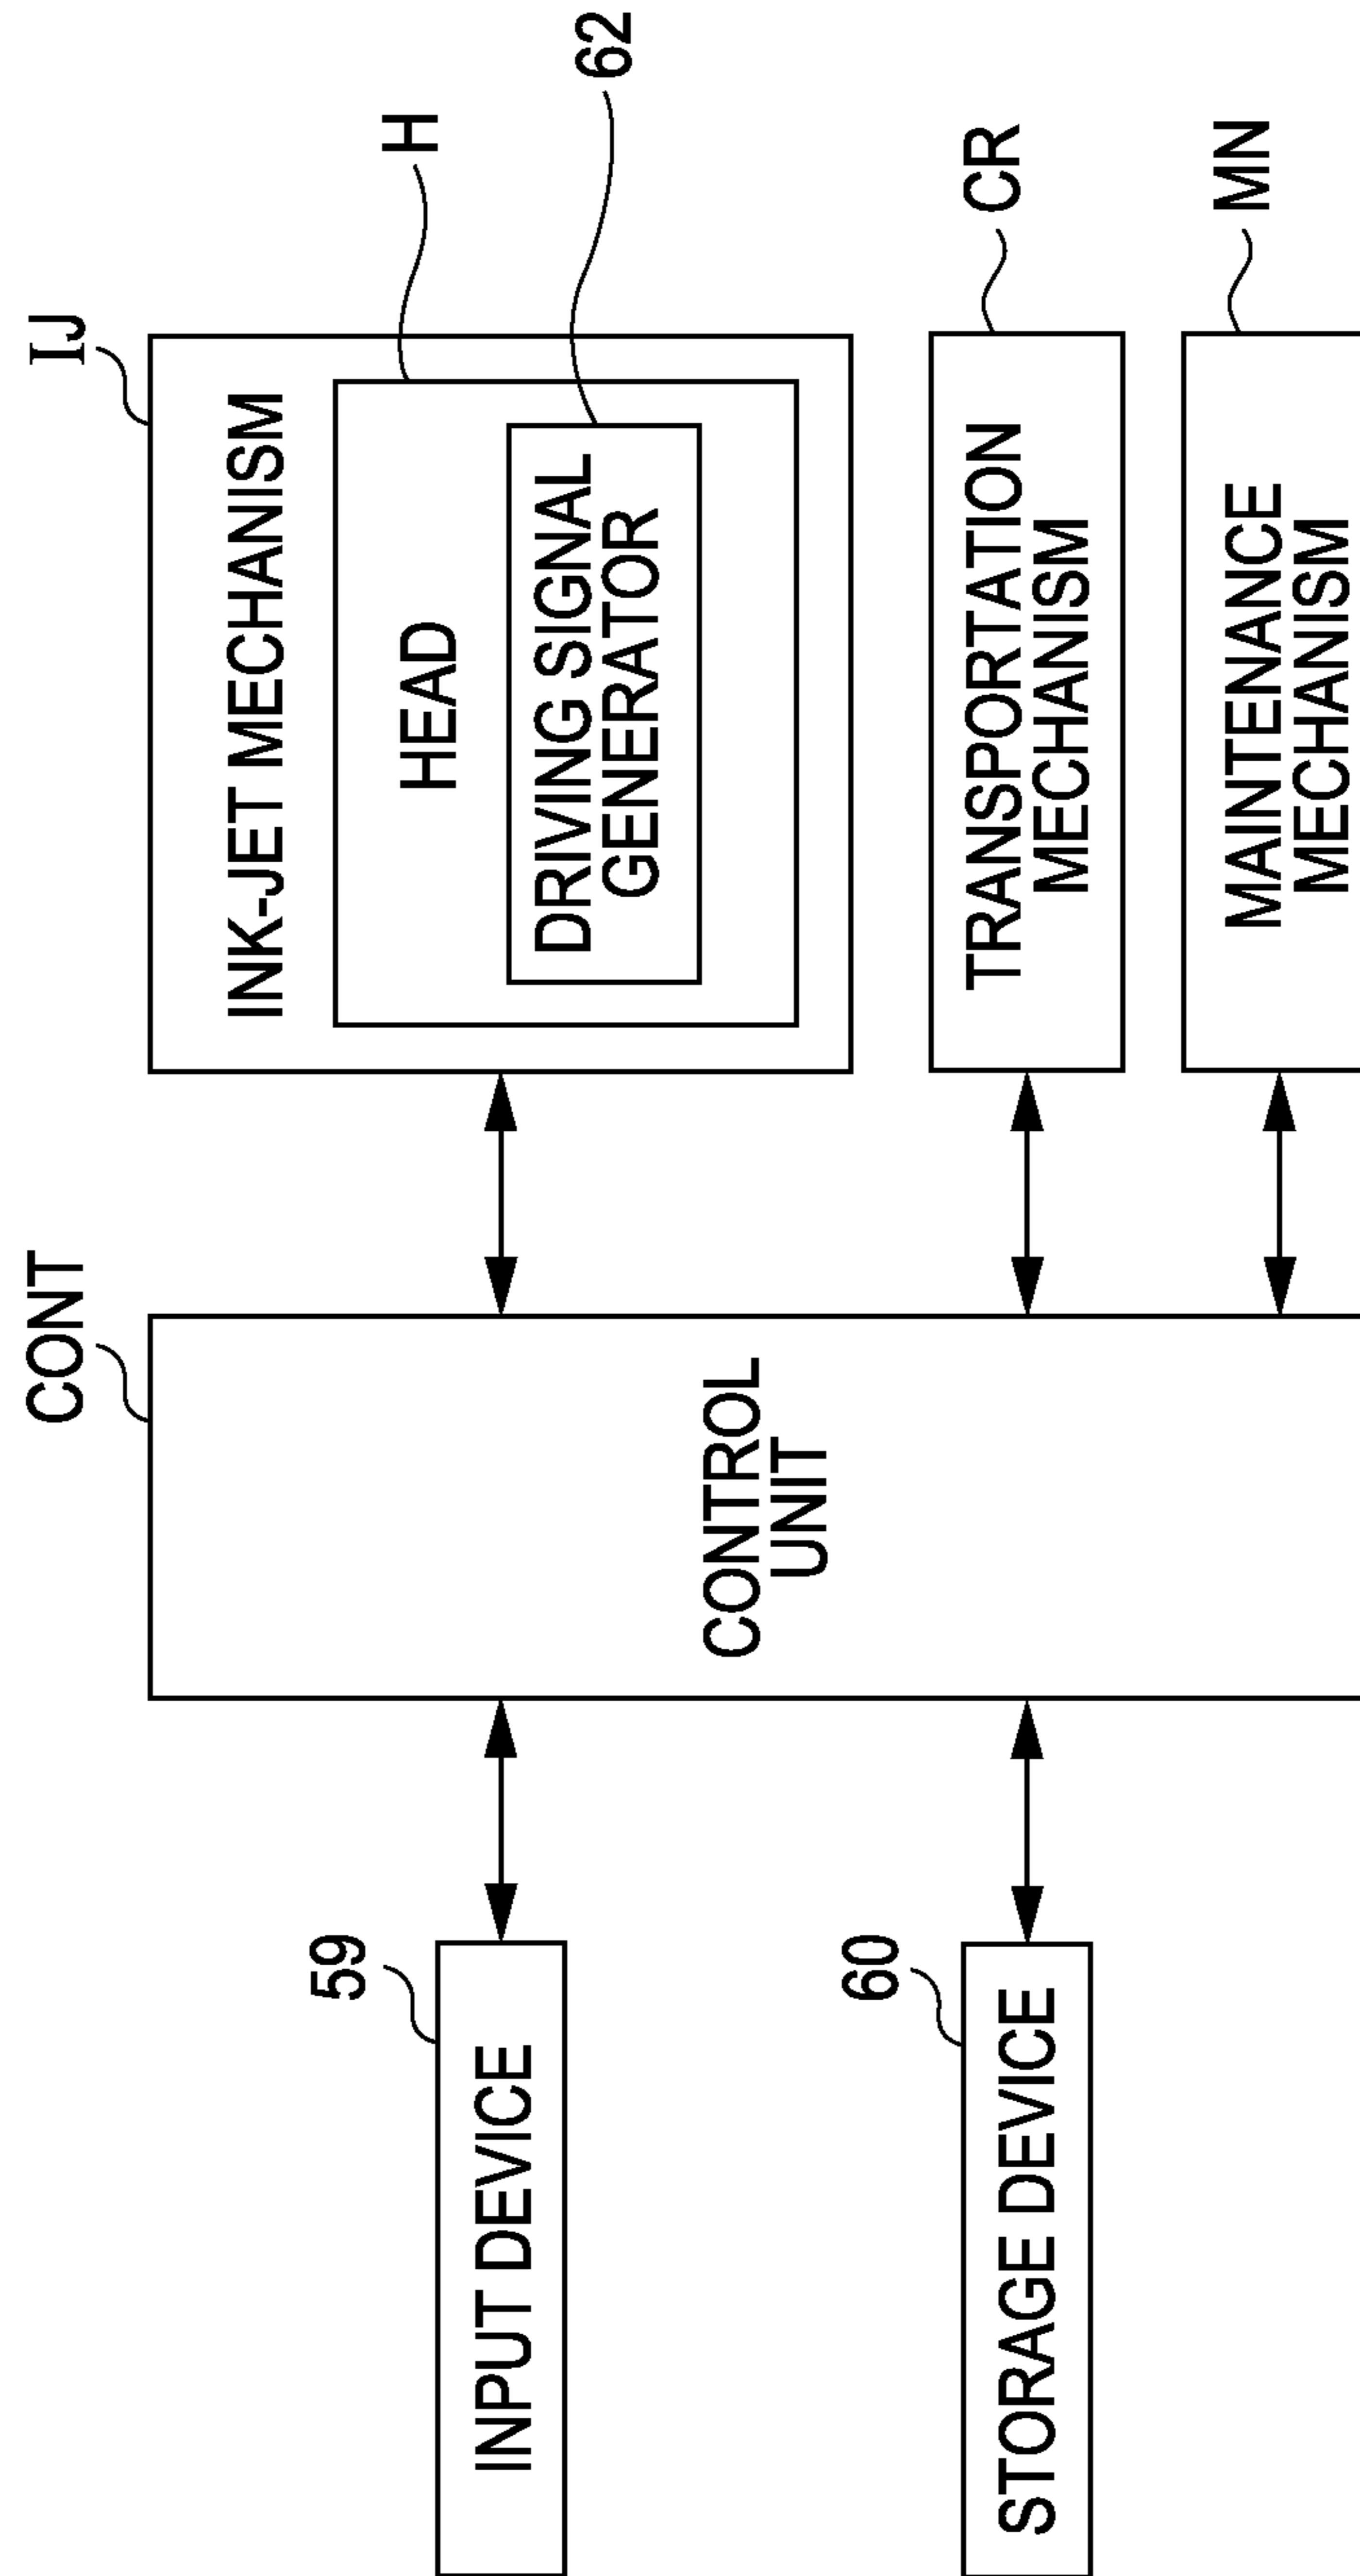 IJ
INK-JET MECHANISM
H
HEAD
62
DRIVING SIGNAL
GENERATOR
CR
TRANSPORTATION
MECHANISM
MN
MAINTENANCE
MECHANISM
CONT
CONTROL
UNIT
59
INPUT DEVICE
60
STORAGE DEVICE